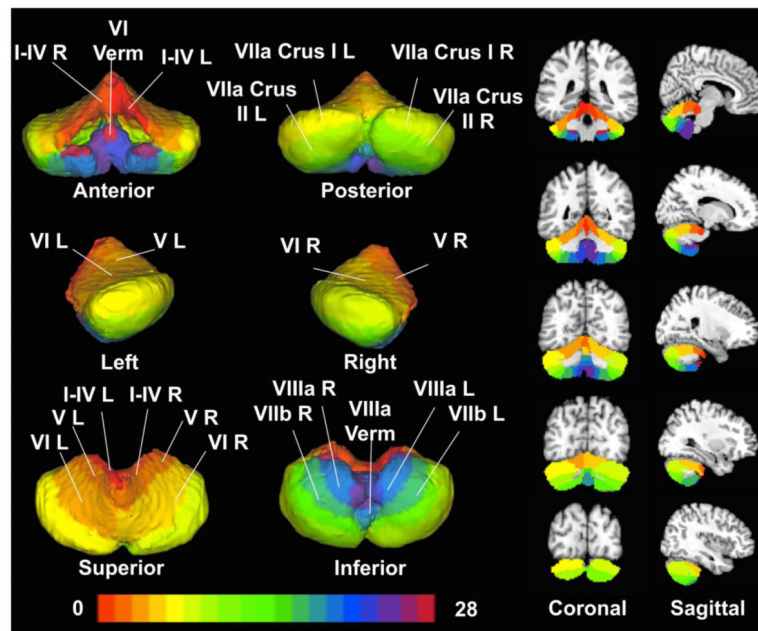 VI
Verm
I-IV R
I-IV L
Anterior
VIIa Crus I L
VIIa Crus I R
VIIa Crus
II L
VIIa Crus
II R
Posterior
VI L
V L
Left
VI R
V R
Right
I-IV L
I-IV R
V L
V R
VI L
VI R
Superior
VIIIa R
VIIIa L
VIIb R
VIIIa
Verm
VIIb L
Inferior
0
28
Coronal
Sagittal